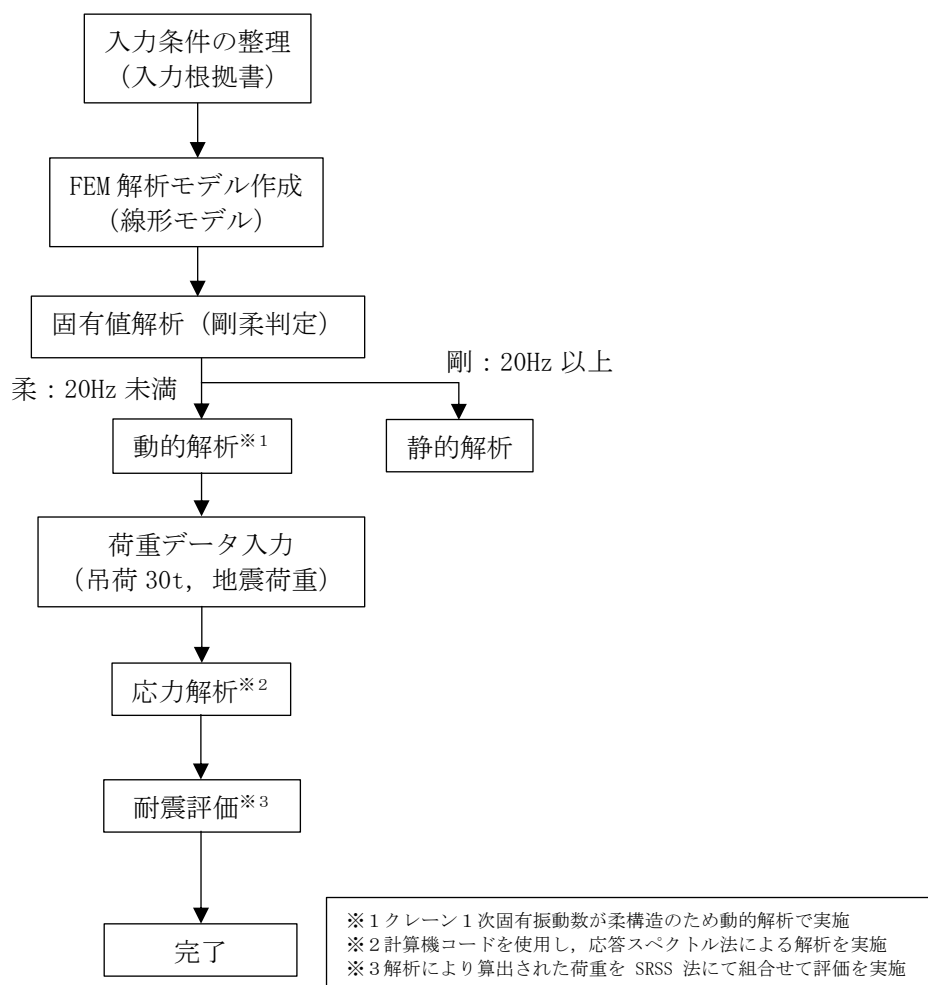 入力条件の整理
（入力根拠書）
FEM 解析モデル作成
（線形モデル）
固有値解析（剛柔判定）
剛：20Hz 以上
柔：20Hz 未満
動的解析※1
静的解析
荷重データ入力
（吊荷 30t, 地震荷重）
応力解析※2
耐震評価※3
完了
※１クレーン１次固有振動数が柔構造のため動的解析で実施
※２計算機コードを使用し，応答スペクトル法による解析を実施
※３解析により算出された荷重を SRSS 法にて組合せて評価を実施